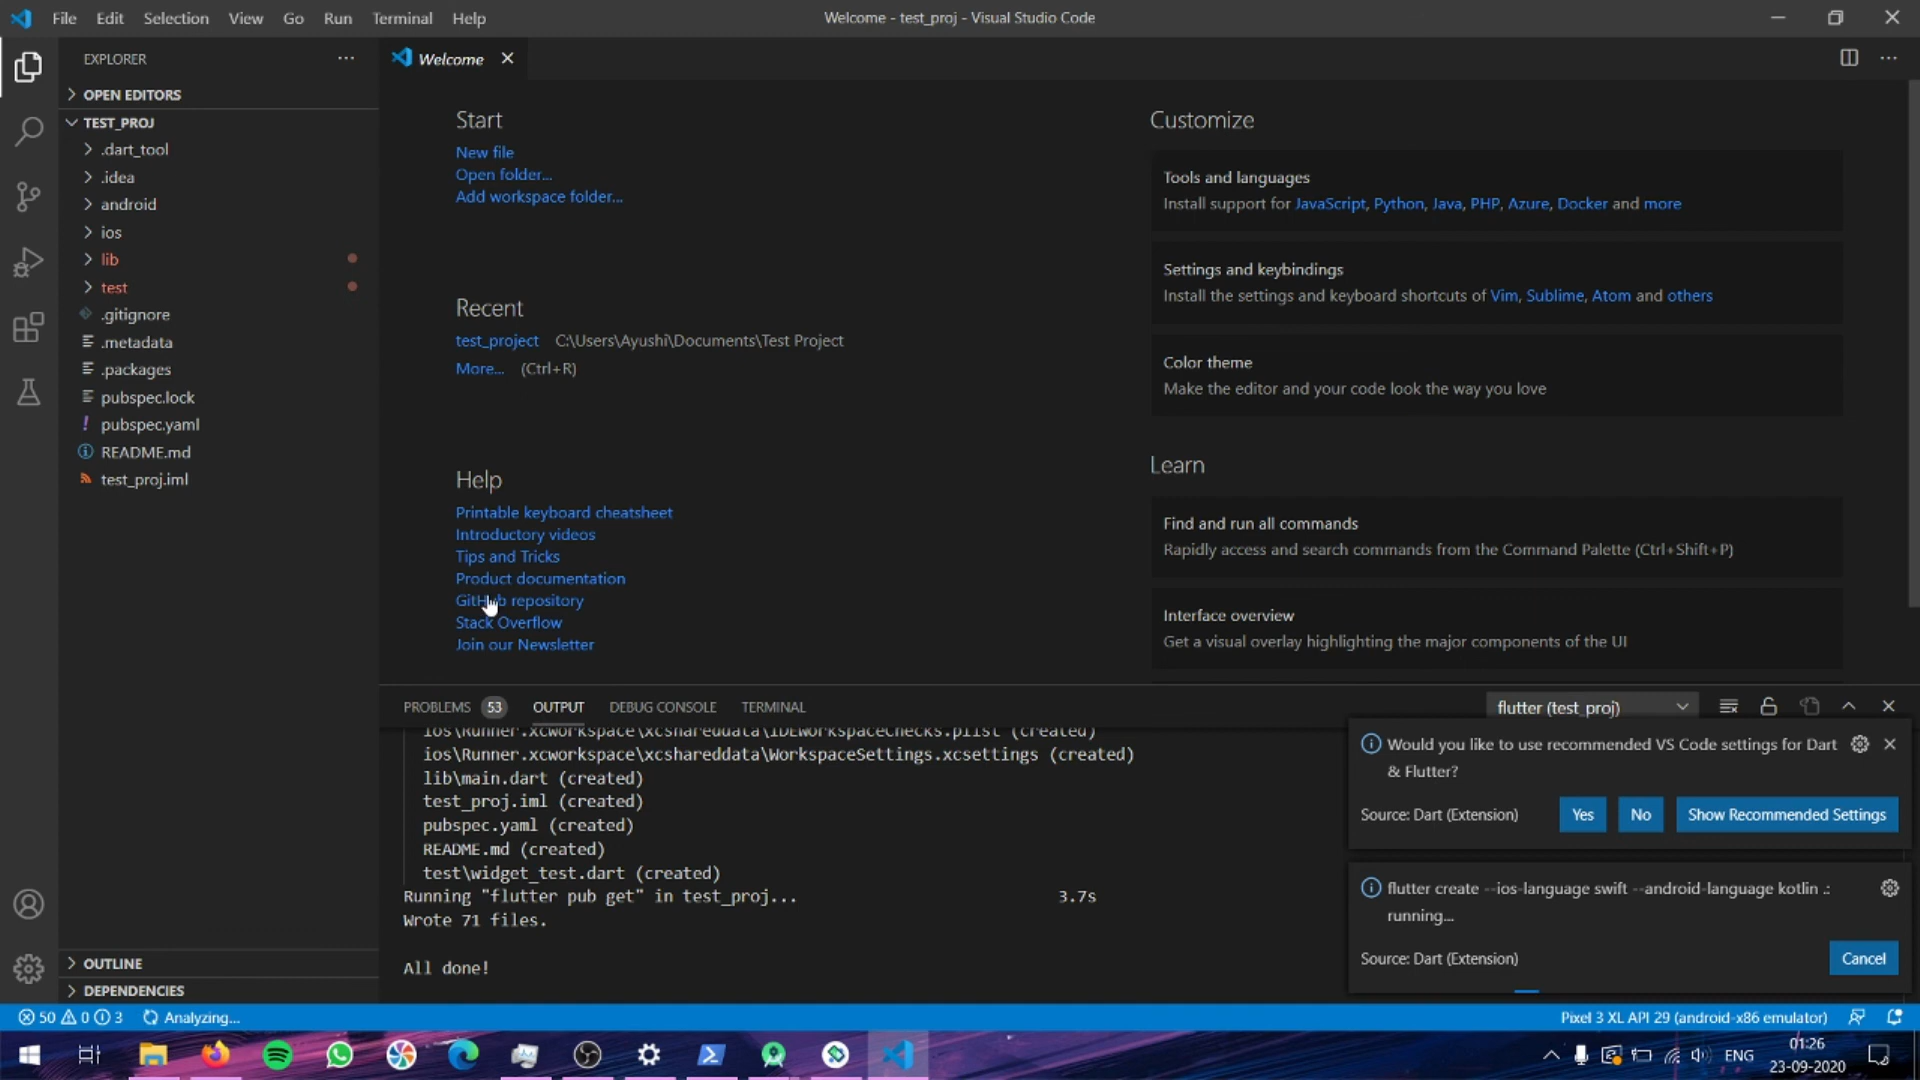 File Edit Selection View Go Run Terminal Help
Welcome - test_proj - Visual Studio Code
EXPLORER
OPEN EDITORS
TEST_PROJ
.dart_tool
.idea
android
ios
lib
test
.gitignore
.metadata
.packages
pubspec.lock
pubspec.yaml
README.md
test_proj.iml
OUTLINE
DEPENDENCIES
Welcome
Start
New file
Open folder...
Add workspace folder...
Recent
test_project C:\Users\Ayushi\Documents\Test Project
More... (Ctrl+R)
Help
Printable keyboard cheatsheet
Introductory videos
Tips and Tricks
Product documentation
GitHub repository
Stack Overflow
Join our Newsletter
Customize
Tools and languages
Install support for JavaScript, Python, Java, PHP, Azure, Docker and more
Settings and keybindings
Install the settings and keyboard shortcuts of Vim, Sublime, Atom and others
Color theme
Make the editor and your code look the way you love
Learn
Find and run all commands
Rapidly access and search commands from the Command Palette (Ctrl+Shift+P)
Interface overview
Get a visual overlay highlighting the major components of the UI
PROBLEMS 53 OUTPUT DEBUG CONSOLE TERMINAL
flutter (test_proj)
ios\Runner.xcworkspace\xcshareddata\IDEWorkspaceChecks.plist (created)
ios\Runner.xcworkspace\xcshareddata\WorkspaceSettings.xcsettings (created)
lib\main.dart (created)
test_proj.iml (created)
pubspec.yaml (created)
README.md (created)
test\widget_test.dart (created)
Running "flutter pub get" in test_proj... 3.7s
Wrote 71 files.
All done!
Would you like to use recommended VS Code settings for Dart
& Flutter?
Source: Dart (Extension)
Yes No Show Recommended Settings
flutter create --ios-language swift --android-language kotlin .:
running...
Source: Dart (Extension)
Cancel
50 0 3 Analyzing...
Pixel 3 XL API 29 (android-x86 emulator)
ENG
01:26
23-09-2020